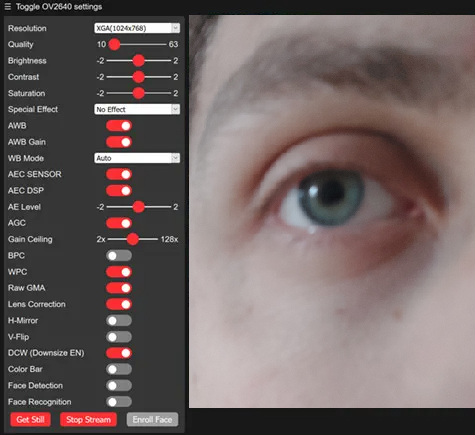 ☰ Toggle OV2640 settings
Resolution XGA(1024x768)
Quality 10 63
Brightness -2 2
Contrast -2 2
Saturation -2 2
Special Effect No Effect
AWB
AWB Gain
WB Mode Auto
AEC SENSOR
AEC DSP
AE Level -2 2
AGC
Gain Ceiling 2x 128x
BPC
WPC
Raw GMA
Lens Correction
H-Mirror
V-Flip
DCW (Downsize EN)
Color Bar
Face Detection
Face Recognition
Get Still Stop Stream Enroll Face